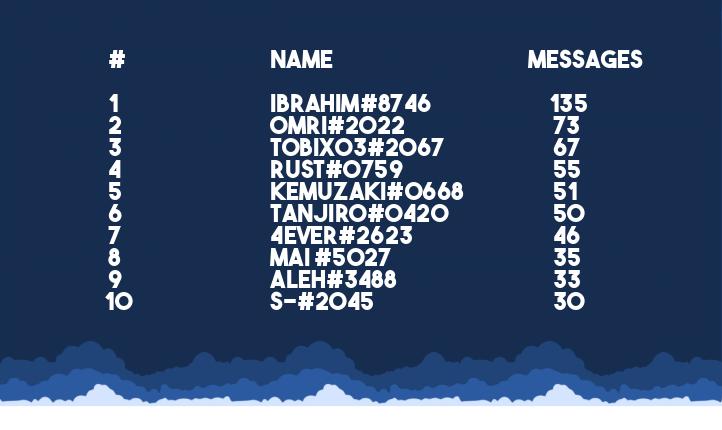 # NAME MESSAGES
1 IBRAHIM#8746 135
2 OMRI#2022 73
3 TOBIXO3#2067 67
4 RUST#0759 55
5 KEMUZAKI#0668 51
6 TANJIRO#0420 50
7 4EVER#2623 46
8 MAI #5027 35
9 ALEH#3488 33
10 S-#2045 30